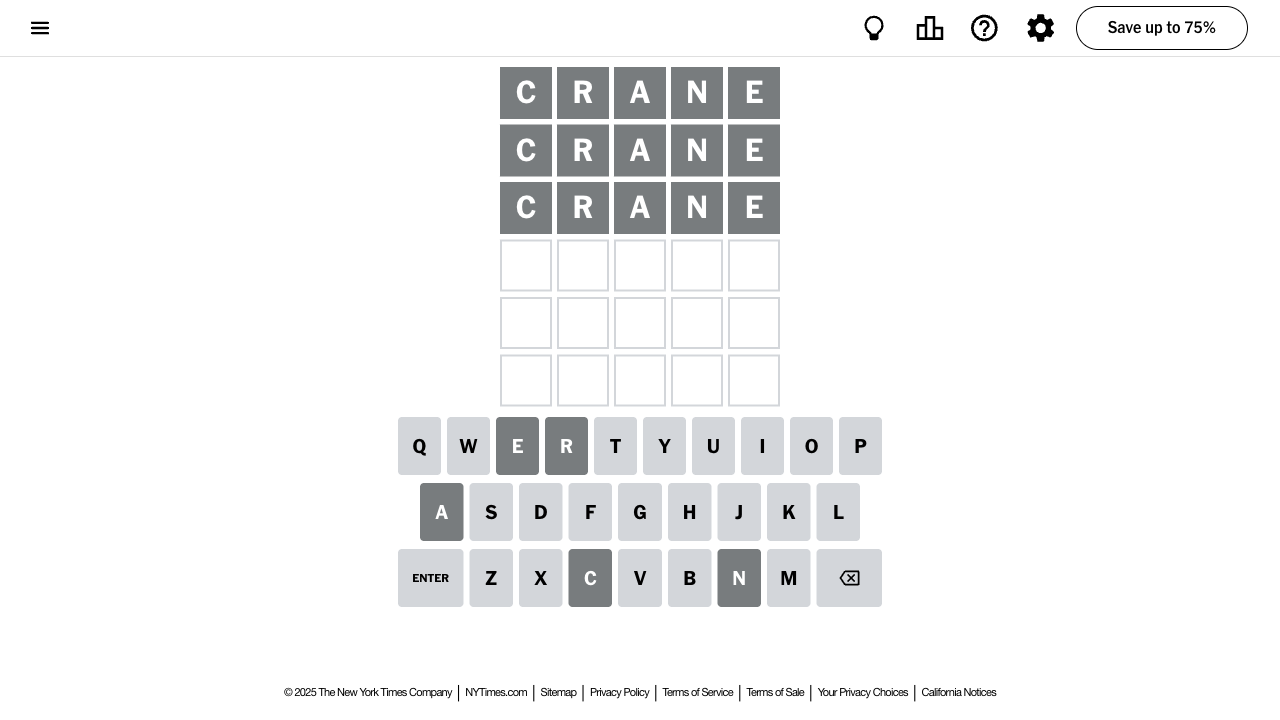 Save up to 75%
C R A N E
C R A N E
C R A N E
Q W E R T Y U I O P
A S D F G H J K L
ENTER Z X C V B N M
© 2025 The New York Times Company | NYTimes.com | Sitemap | Privacy Policy | Terms of Service | Terms of Sale | Your Privacy Choices | California Notices